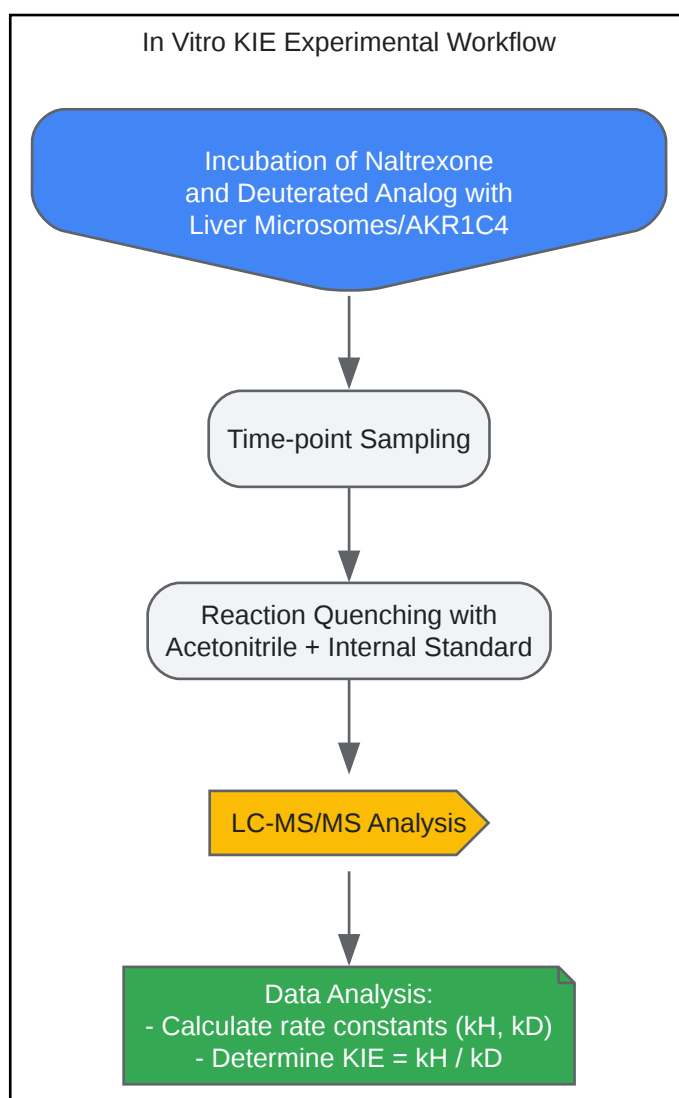 In Vitro KIE Experimental Workflow
Incubation of Naltrexone
and Deuterated Analog with
Liver Microsomes/AKR1C4
Time-point Sampling
Reaction Quenching with
Acetonitrile + Internal Standard
LC-MS/MS Analysis
Data Analysis:
- Calculate rate constants (kH, kD)
- Determine KIE = kH / kD